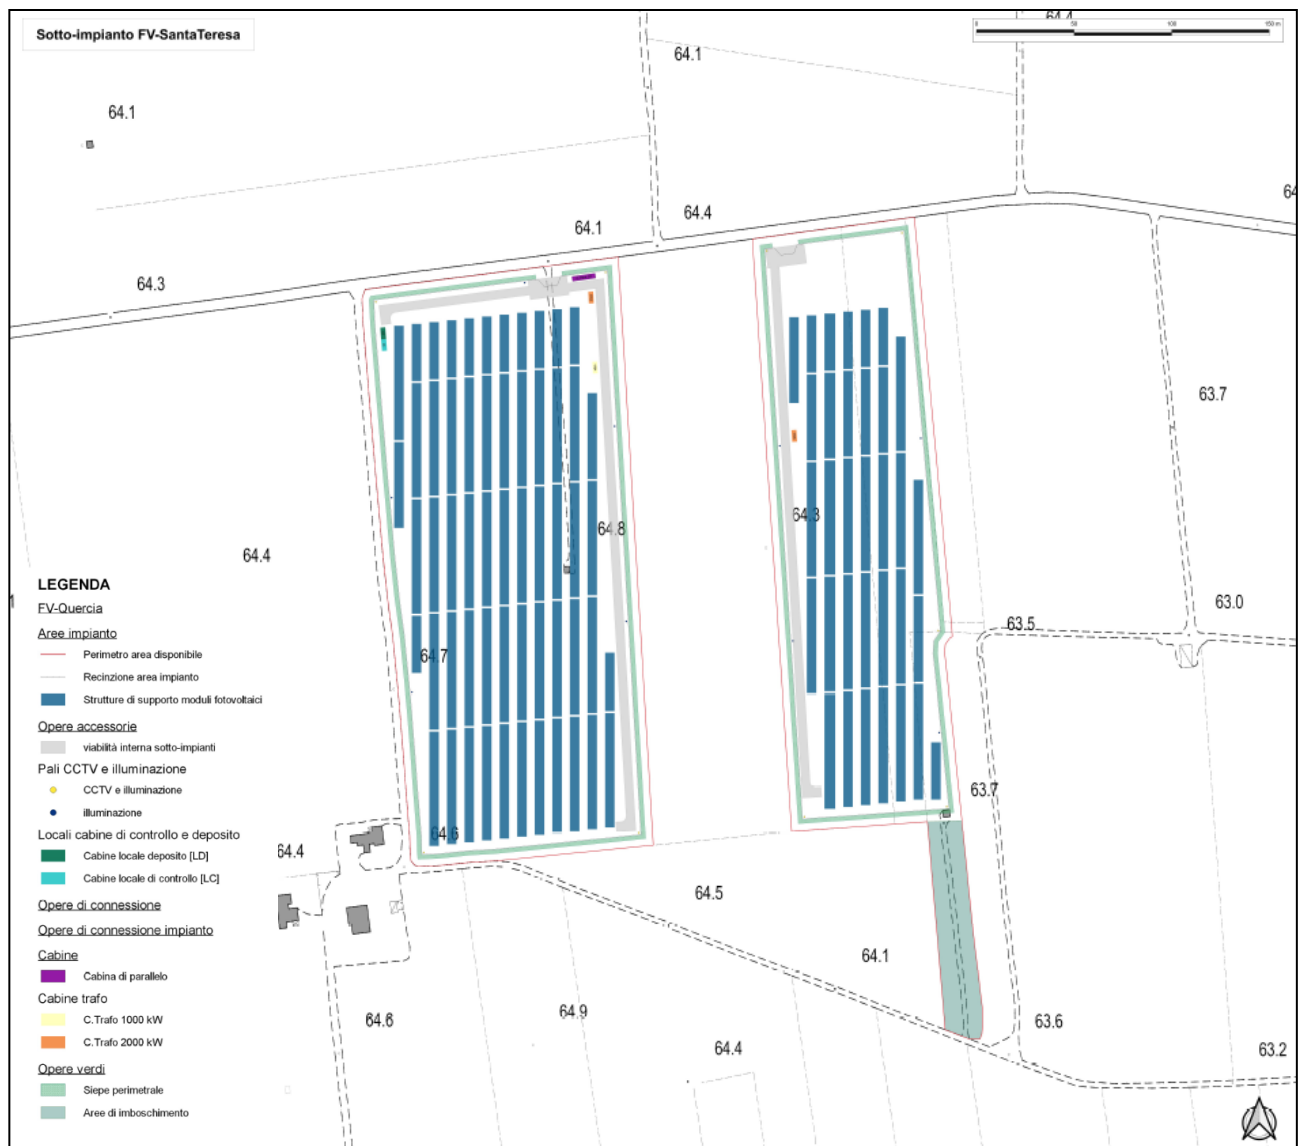 Sotto-impianto FV-SantaTeresa
0 50 100 150 m
64.4
64.1
64.1
64.4
64.1
64.3
63.7
64.8
64.3
64.4
63.0
63.5
64.7
63.7
64.6
64.4
64.5
64.1
64.6
64.9
63.6
64.4
63.2
LEGENDA
FV-Quercia
Aree impianto
Perimetro area disponibile
Recinzione area impianto
Strutture di supporto moduli fotovoltaici
Opere accessorie
viabilità interna sotto-impianti
Pali CCTV e illuminazione
CCTV e illuminazione
illuminazione
Locali cabine di controllo e deposito
Cabine locale deposito [LD]
Cabine locale di controllo [LC]
Opere di connessione
Opere di connessione impianto
Cabine
Cabina di parallelo
Cabine trafo
C.Trafo 1000 kW
C.Trafo 2000 kW
Opere verdi
Siepe perimetrale
Aree di imboschimento